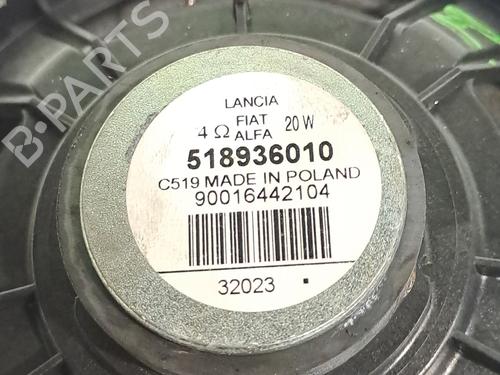 B-PARTS
LANCIA
FIAT
4 Ω ALFA 20 W
518936010
C519 MADE IN POLAND
90016442104
32023